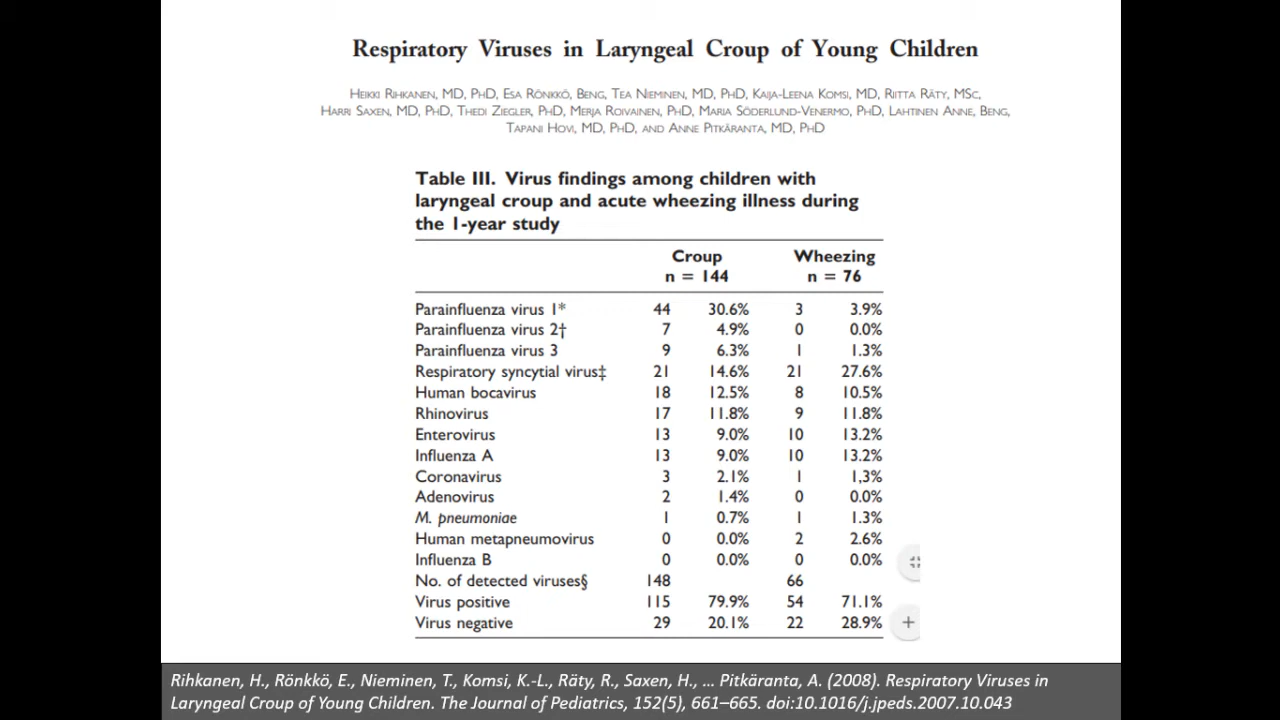 Respiratory Viruses in Laryngeal Croup of Young Children
HEIKKI RIHKANEN, MD, PHD, ESA RÖNKKÖ, BENG, TEA NIEMINEN, MD, PHD, KAIJA-LEENA KOMSI, MD, RIITTA RÄTY, MSC,
HARRI SAXEN, MD, PHD, THEDI ZIEGLER, PHD, MERJA ROIVAINEN, PHD, MARIA SÖDERLUND-VENERMO, PHD, LAHTINEN ANNE, BENG,
TAPANI HOVI, MD, PHD, AND ANNE PITKÄRANTA, MD, PHD
Table III. Virus findings among children with
laryngeal croup and acute wheezing illness during
the 1-year study
Croup Wheezing
n = 144 n = 76
Parainfluenza virus 1* 44 30.6% 3 3.9%
Parainfluenza virus 2† 7 4.9% 0 0.0%
Parainfluenza virus 3 9 6.3% 1 1.3%
Respiratory syncytial virus‡ 21 14.6% 21 27.6%
Human bocavirus 18 12.5% 8 10.5%
Rhinovirus 17 11.8% 9 11.8%
Enterovirus 13 9.0% 10 13.2%
Influenza A 13 9.0% 10 13.2%
Coronavirus 3 2.1% 1 1,3%
Adenovirus 2 1.4% 0 0.0%
M. pneumoniae 1 0.7% 1 1.3%
Human metapneumovirus 0 0.0% 2 2.6%
Influenza B 0 0.0% 0 0.0%
No. of detected viruses§ 148 66
Virus positive 115 79.9% 54 71.1%
Virus negative 29 20.1% 22 28.9%
Rihkanen, H., Rönkkö, E., Nieminen, T., Komsi, K.-L., Räty, R., Saxen, H., … Pitkäranta, A. (2008). Respiratory Viruses in
Laryngeal Croup of Young Children. The Journal of Pediatrics, 152(5), 661–665. doi:10.1016/j.jpeds.2007.10.043